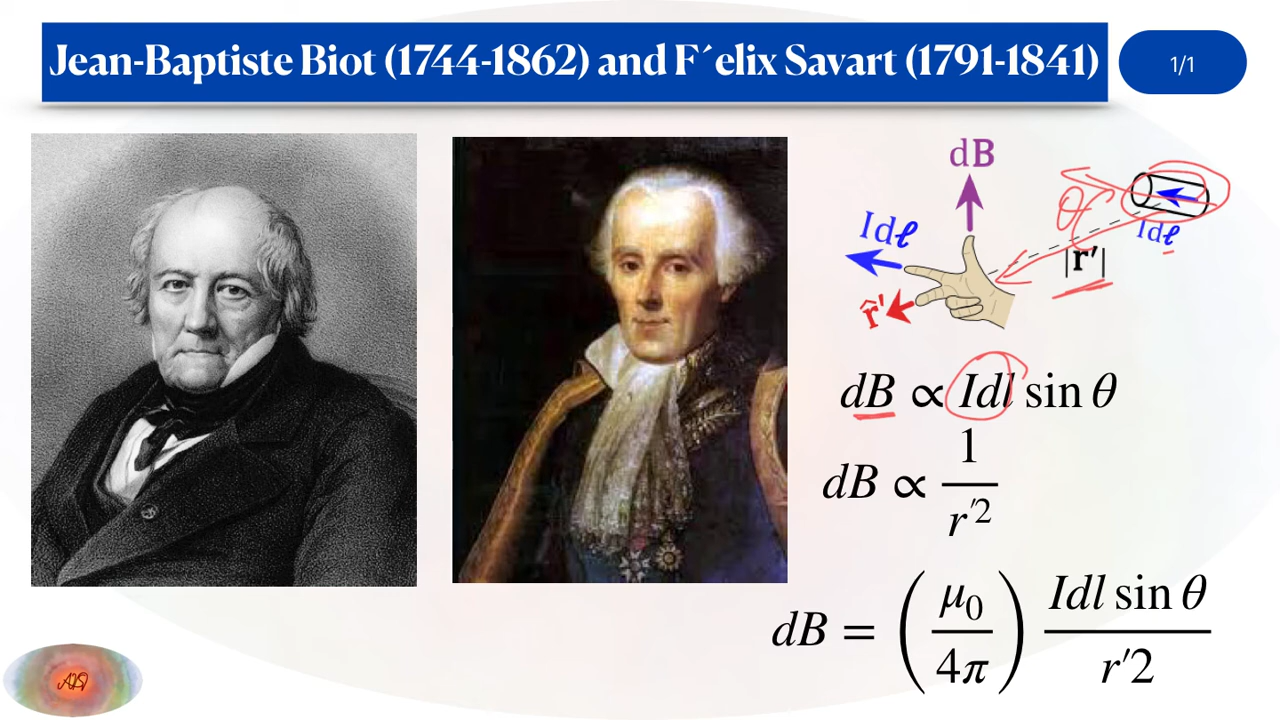 Jean-Baptiste Biot (1744-1862) and F´elix Savart (1791-1841)
1/1
dB
Idℓ
r̂′
θ
Idℓ
|r′|
dB ∝ Idl sin θ
dB ∝ 1/r′2
dB = (μ0/4π) Idl sin θ/r′2